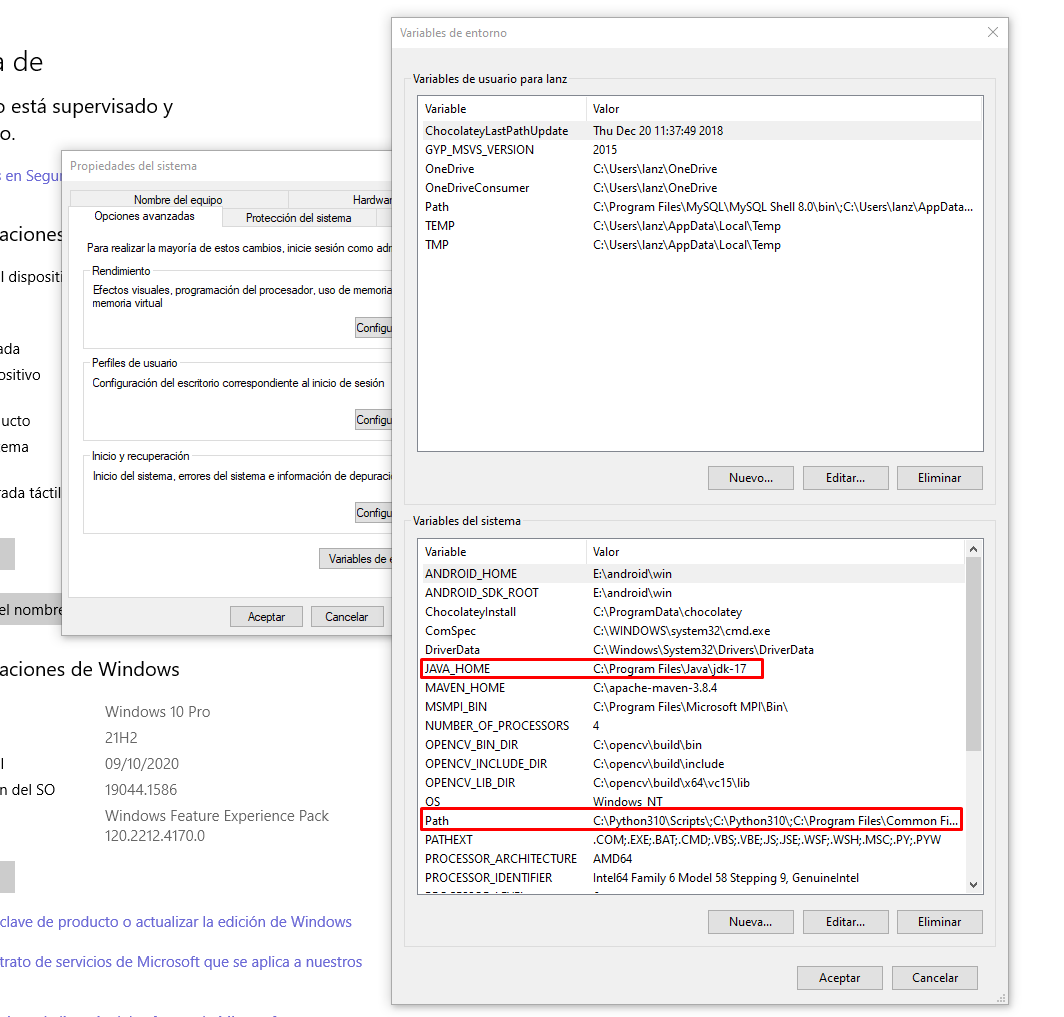 a de
o está supervisado y
o.
s en Segu
aciones
l disposit
ada
ositivo
ucto
ema
rada táctil
el nombre
aciones de Windows
Windows 10 Pro
21H2
l 09/10/2020
n del SO 19044.1586
Windows Feature Experience Pack
120.2212.4170.0
clave de producto o actualizar la edición de Windows
trato de servicios de Microsoft que se aplica a nuestros
Propiedades del sistema
Nombre del equipo Hardwar
Opciones avanzadas Protección del sistema
Para realizar la mayoría de estos cambios, inicie sesión como adr
Rendimiento
Efectos visuales, programación del procesador, uso de memoria
memoria virtual
Configu
Perfiles de usuario
Configuración del escritorio correspondiente al inicio de sesión
Configu
Inicio y recuperación
Inicio del sistema, errores del sistema e información de depuraci
Configu
Variables de e
Aceptar Cancelar
Variables de entorno
Variables de usuario para lanz
Variable Valor
ChocolateyLastPathUpdate Thu Dec 20 11:37:49 2018
GYP_MSVS_VERSION 2015
OneDrive C:\Users\lanz\OneDrive
OneDriveConsumer C:\Users\lanz\OneDrive
Path C:\Program Files\MySQL\MySQL Shell 8.0\bin\;C:\Users\lanz\AppData...
TEMP C:\Users\lanz\AppData\Local\Temp
TMP C:\Users\lanz\AppData\Local\Temp
Nuevo... Editar... Eliminar
Variables del sistema
Variable Valor
ANDROID_HOME E:\android\win
ANDROID_SDK_ROOT E:\android\win
ChocolateyInstall C:\ProgramData\chocolatey
ComSpec C:\WINDOWS\system32\cmd.exe
DriverData C:\Windows\System32\Drivers\DriverData
JAVA_HOME C:\Program Files\Java\jdk-17
MAVEN_HOME C:\apache-maven-3.8.4
MSMPI_BIN C:\Program Files\Microsoft MPI\Bin\
NUMBER_OF_PROCESSORS 4
OPENCV_BIN_DIR C:\opencv\build\bin
OPENCV_INCLUDE_DIR C:\opencv\build\include
OPENCV_LIB_DIR C:\opencv\build\x64\vc15\lib
OS Windows_NT
Path C:\Python310\Scripts\;C:\Python310\;C:\Program Files\Common Fi...
PATHEXT .COM;.EXE;.BAT;.CMD;.VBS;.VBE;.JS;.JSE;.WSF;.WSH;.MSC;.PY;.PYW
PROCESSOR_ARCHITECTURE AMD64
PROCESSOR_IDENTIFIER Intel64 Family 6 Model 58 Stepping 9, GenuineIntel
Nueva... Editar... Eliminar
Aceptar Cancelar